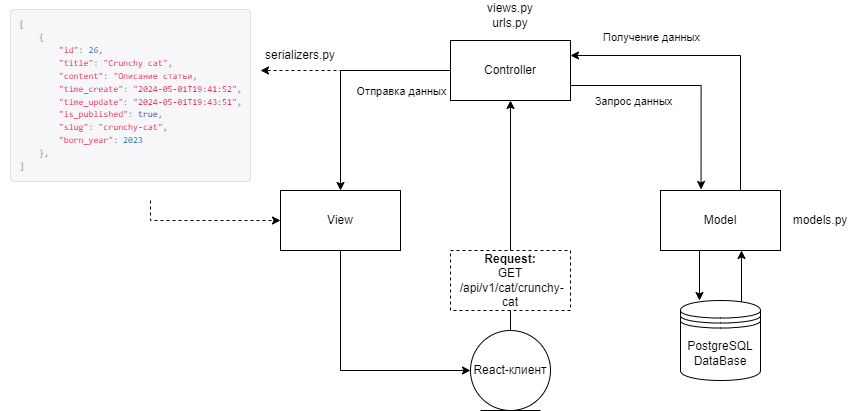 [
{
"id": 26,
"title": "Crunchy cat",
"content": "Описание статьи,
"time_create": "2024-05-01T19:41:52",
"time_update": "2024-05-01T19:43:51",
"is_published": true,
"slug": "crunchy-cat",
"born_year": 2023
},
]
serializers.py
views.py
urls.py
Controller
Получение данных
Отправка данных
Запрос данных
View
Model
models.py
Request:
GET
/api/v1/cat/crunchy-
cat
React-клиент
PostgreSQL
DataBase